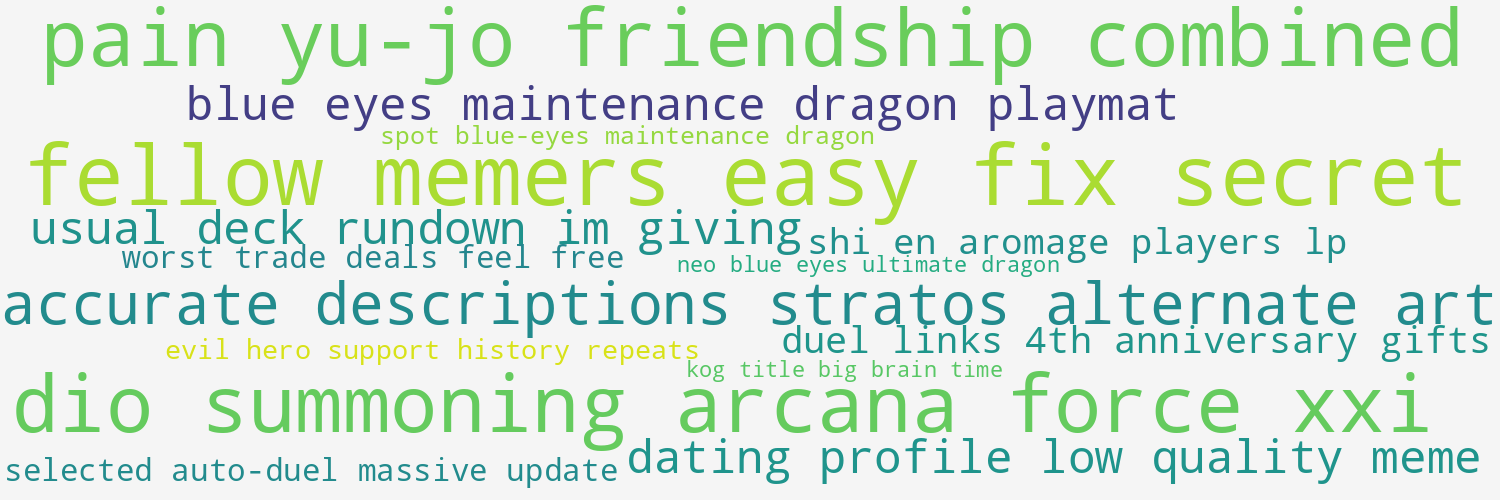 pain yu-jo friendship combined
blue eyes maintenance dragon playmat
spot blue-eyes maintenance dragon
fellow memers easy fix secret
usual deck rundown im giving
shi en aromage players lp
worst trade deals feel free
neo blue eyes ultimate dragon
accurate descriptions stratos alternate art
duel links 4th anniversary gifts
evil hero support history repeats
kog title big brain time
dio summoning arcana force xxi
dating profile low quality meme
selected auto-duel massive update